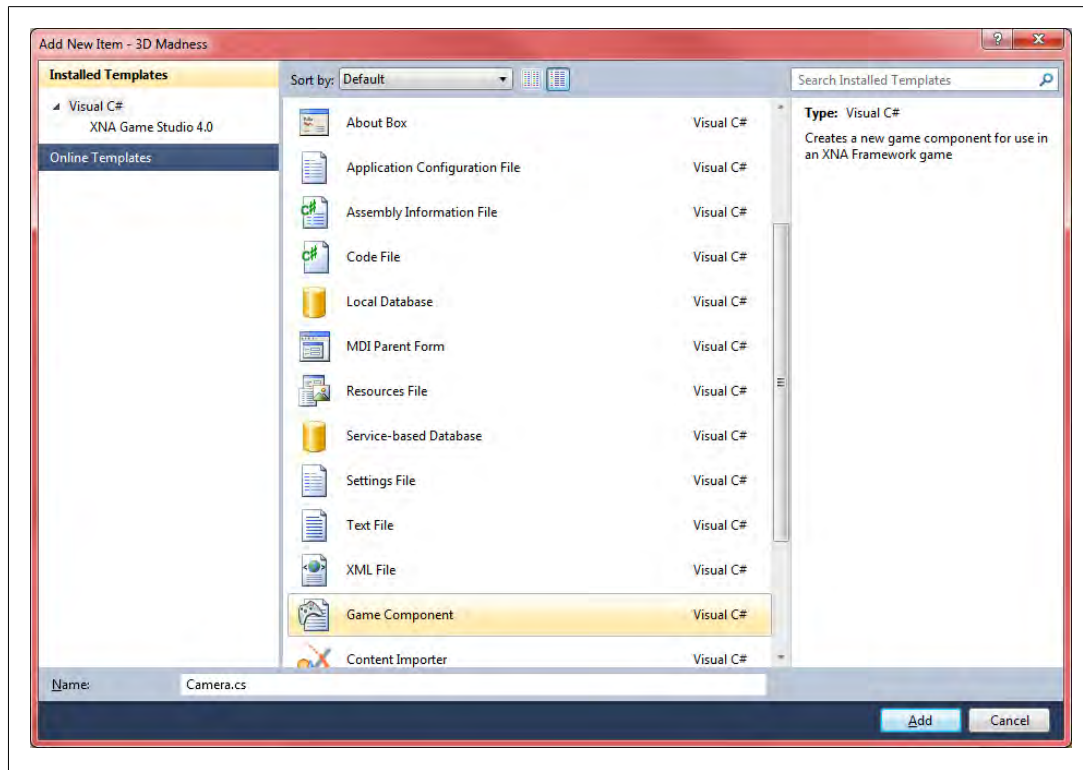 Add New Item - 3D Madness
Installed Templates
Visual C#
XNA Game Studio 4.0
Online Templates
Sort by: Default
Search Installed Templates
About Box Visual C#
Application Configuration File Visual C#
Assembly Information File Visual C#
Code File Visual C#
Local Database Visual C#
MDI Parent Form Visual C#
Resources File Visual C#
Service-based Database Visual C#
Settings File Visual C#
Text File Visual C#
XML File Visual C#
Game Component Visual C#
Content Importer Visual C#
Type: Visual C#
Creates a new game component for use in
an XNA Framework game
Name: Camera.cs
Add Cancel